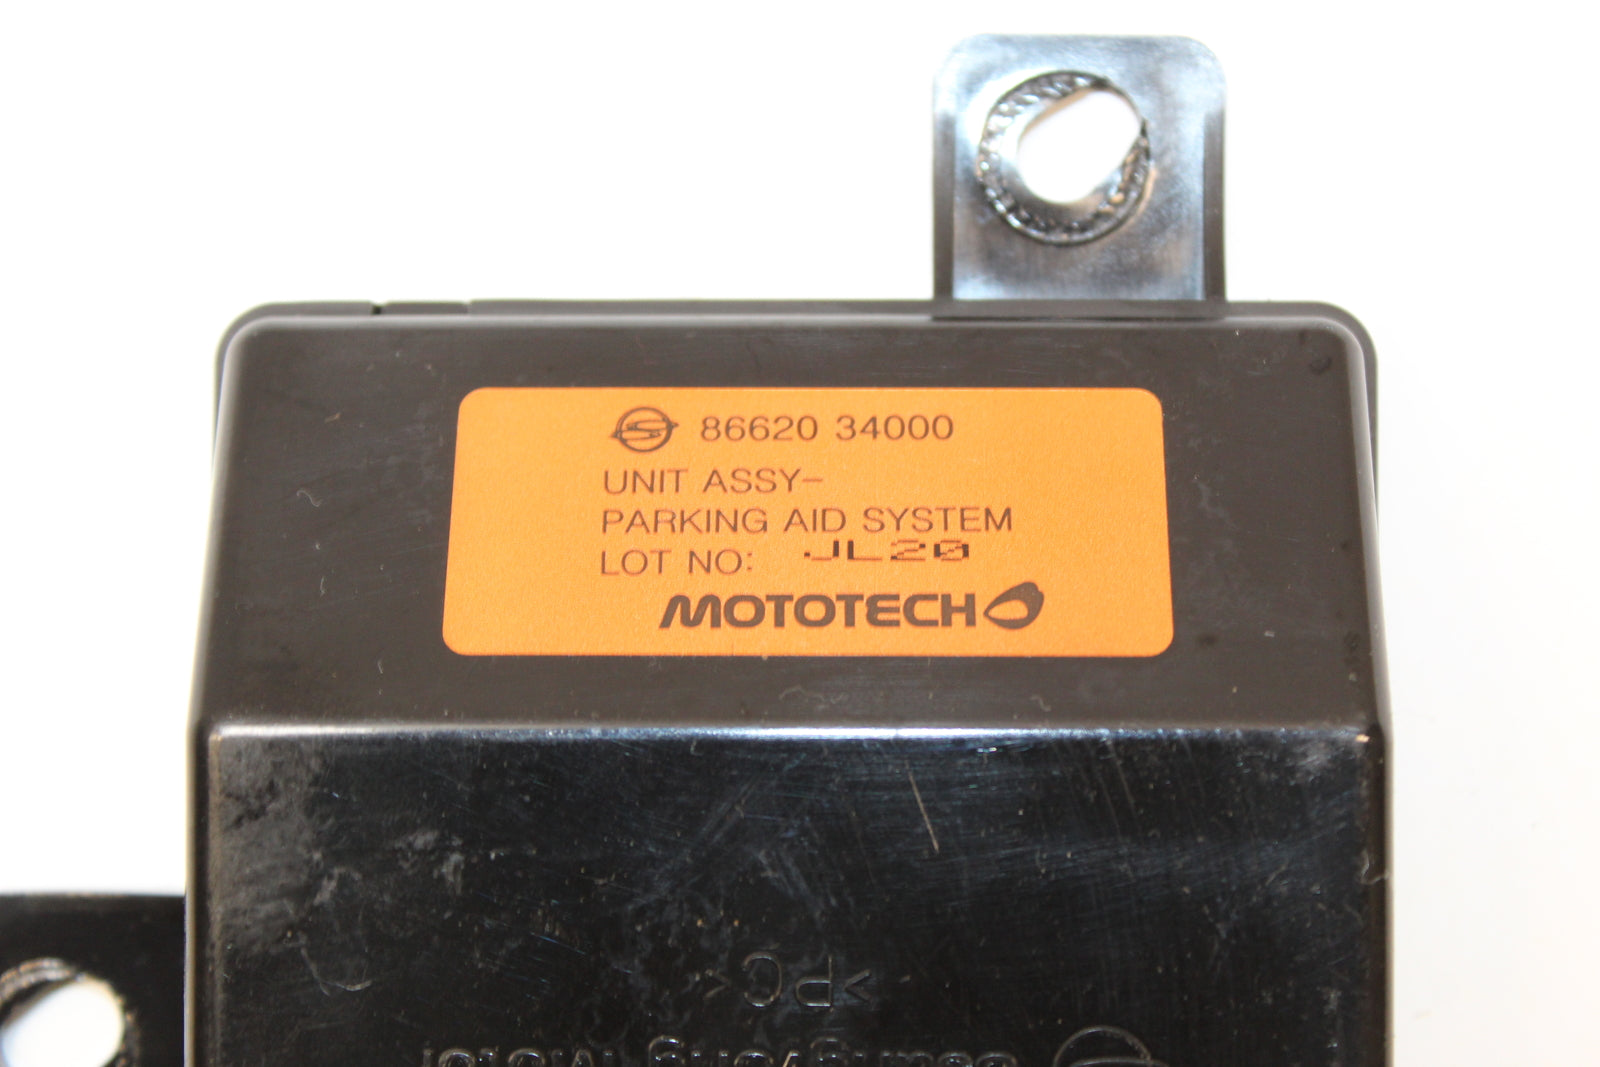 86620 34000
UNIT ASSY-
PARKING AID SYSTEM
LOT NO: JL20
MOTOTECH
>PC<